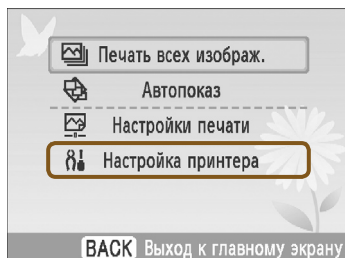 Печать всех изображ.
Автопоказ
Настройки печати
Настройка принтера
BACK Выход к главному экрану